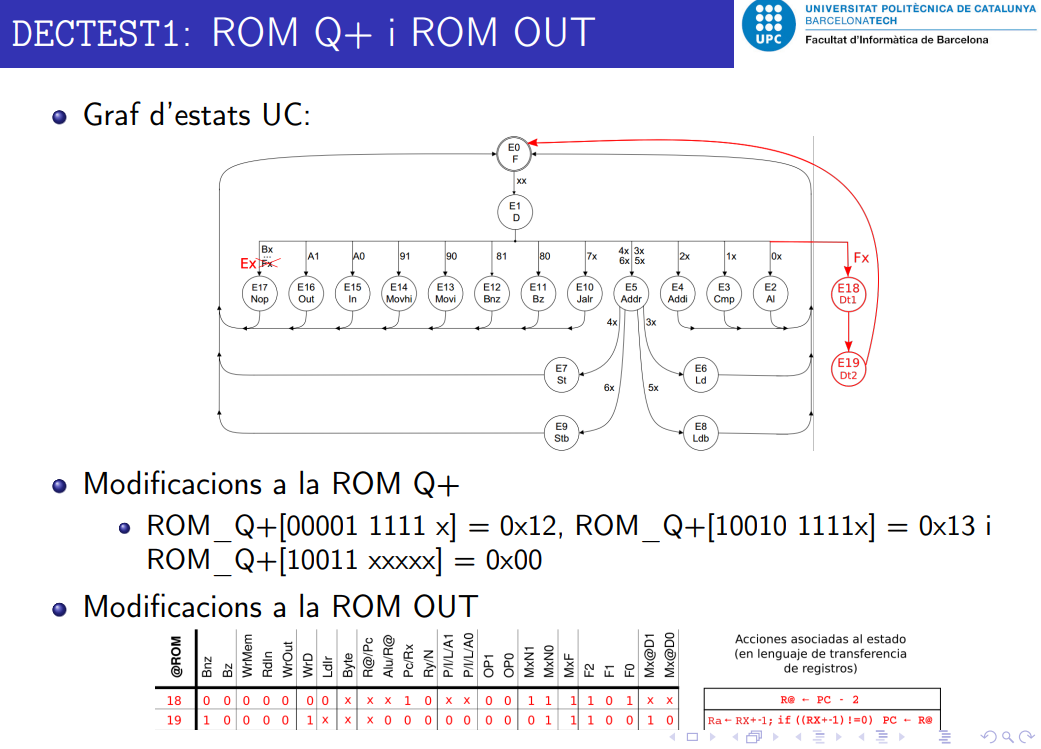 DECTEST1: ROM Q+ i ROM OUT
UNIVERSITAT POLITÈCNICA DE CATALUNYA
BARCELONATECH
Facultat d'Informàtica de Barcelona
UPC
Graf d'estats UC:
E0
F
xx
E1
D
Bx
...
Fx
Ex
A1
A0
91
90
81
80
7x
4x 3x
6x 5x
2x
1x
0x
Fx
E17
Nop
E16
Out
E15
In
E14
Movhi
E13
Movi
E12
Bnz
E11
Bz
E10
Jalr
E5
Addr
E4
Addi
E3
Cmp
E2
Al
E18
Dt1
4x
3x
E7
St
E6
Ld
E19
Dt2
6x
5x
E9
Stb
E8
Ldb
Modificacions a la ROM Q+
ROM_Q+[00001 1111 x] = 0x12, ROM_Q+[10010 1111x] = 0x13 i
ROM_Q+[10011 xxxxx] = 0x00
Modificacions a la ROM OUT
@ROM Bnz Bz WrMem RdIn WrOut WrD LdIr Byte R@/Pc Alu/R@ Pc/Rx Ry/N P/I/L/A1 P/I/L/A0 OP1 OP0 MxN1 MxN0 MxF F2 F1 F0 Mx@D1 Mx@D0
18 0 0 0 0 0 0 0 x x x 1 0 x x 0 0 1 1 1 1 0 1 x x
19 1 0 0 0 0 1 x x x 0 0 0 0 0 0 0 0 1 1 1 0 0 1 0
Acciones asociadas al estado
(en lenguaje de transferencia
de registros)
R@ ← PC - 2
Ra ← RX+-1; if ((RX+-1) !=0) PC ← R@